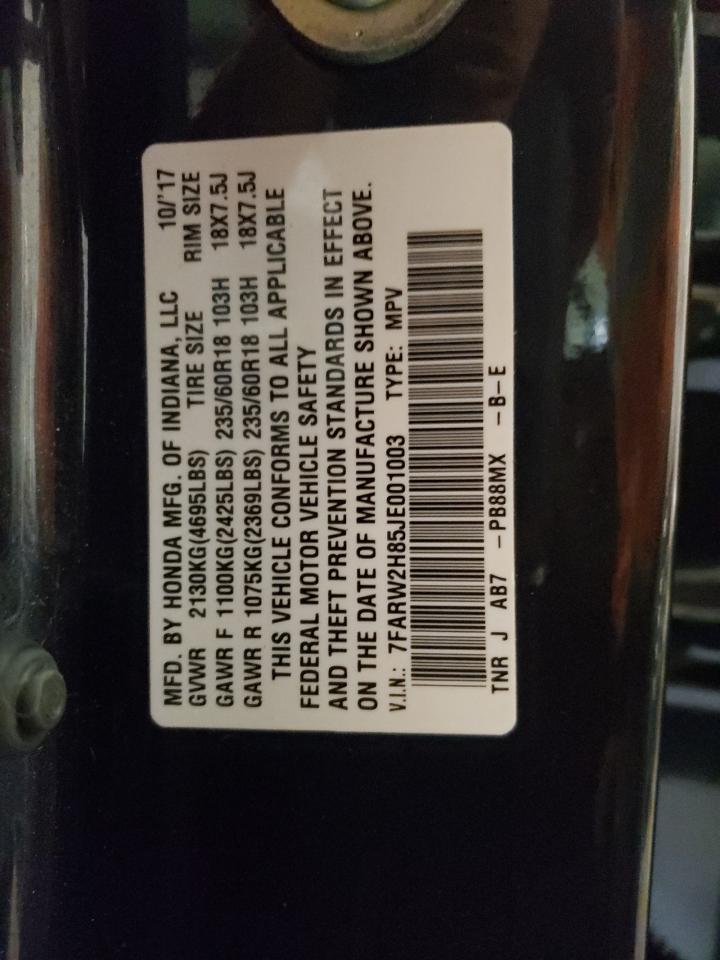 MFD. BY HONDA MFG. OF INDIANA, LLC 10/'17
GVWR 2130KG(4695LBS) TIRE SIZE RIM SIZE
GAWR F 1100KG(2425LBS) 235/60R18 103H 18X7.5J
GAWR R 1075KG(2369LBS) 235/60R18 103H 18X7.5J
THIS VEHICLE CONFORMS TO ALL APPLICABLE
FEDERAL MOTOR VEHICLE SAFETY
AND THEFT PREVENTION STANDARDS IN EFFECT
ON THE DATE OF MANUFACTURE SHOWN ABOVE.
V.I.N.: 7FARW2H85JE001003 TYPE: MPV
TNR J AB7 -PB88MX -B-E